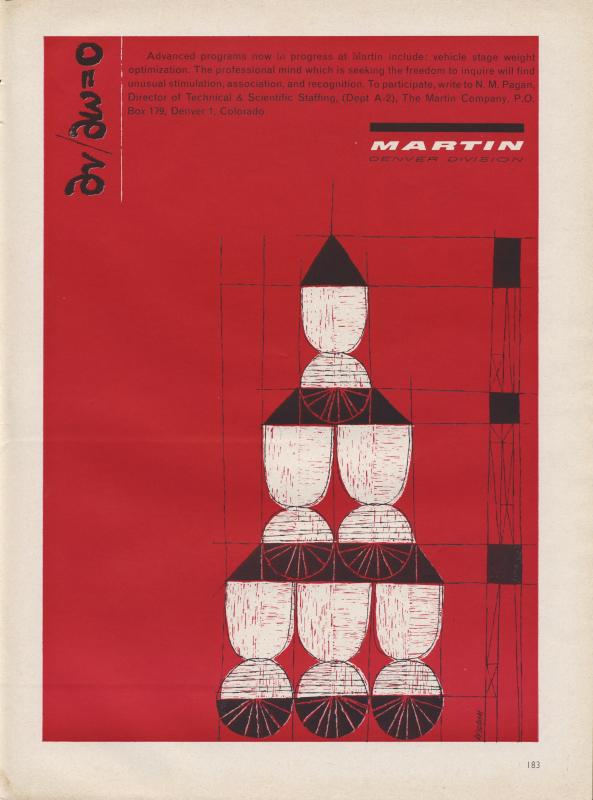 ∂v/∂w=0
Advanced programs now in progress at Martin include: vehicle stage weight
optimization. The professional mind which is seeking the freedom to inquire will find
unusual stimulation, association, and recognition. To participate, write to N. M. Pagan,
Director of Technical & Scientific Staffing, (Dept A-2), The Martin Company, P.O.
Box 179, Denver 1, Colorado.
MARTIN
DENVER DIVISION
183